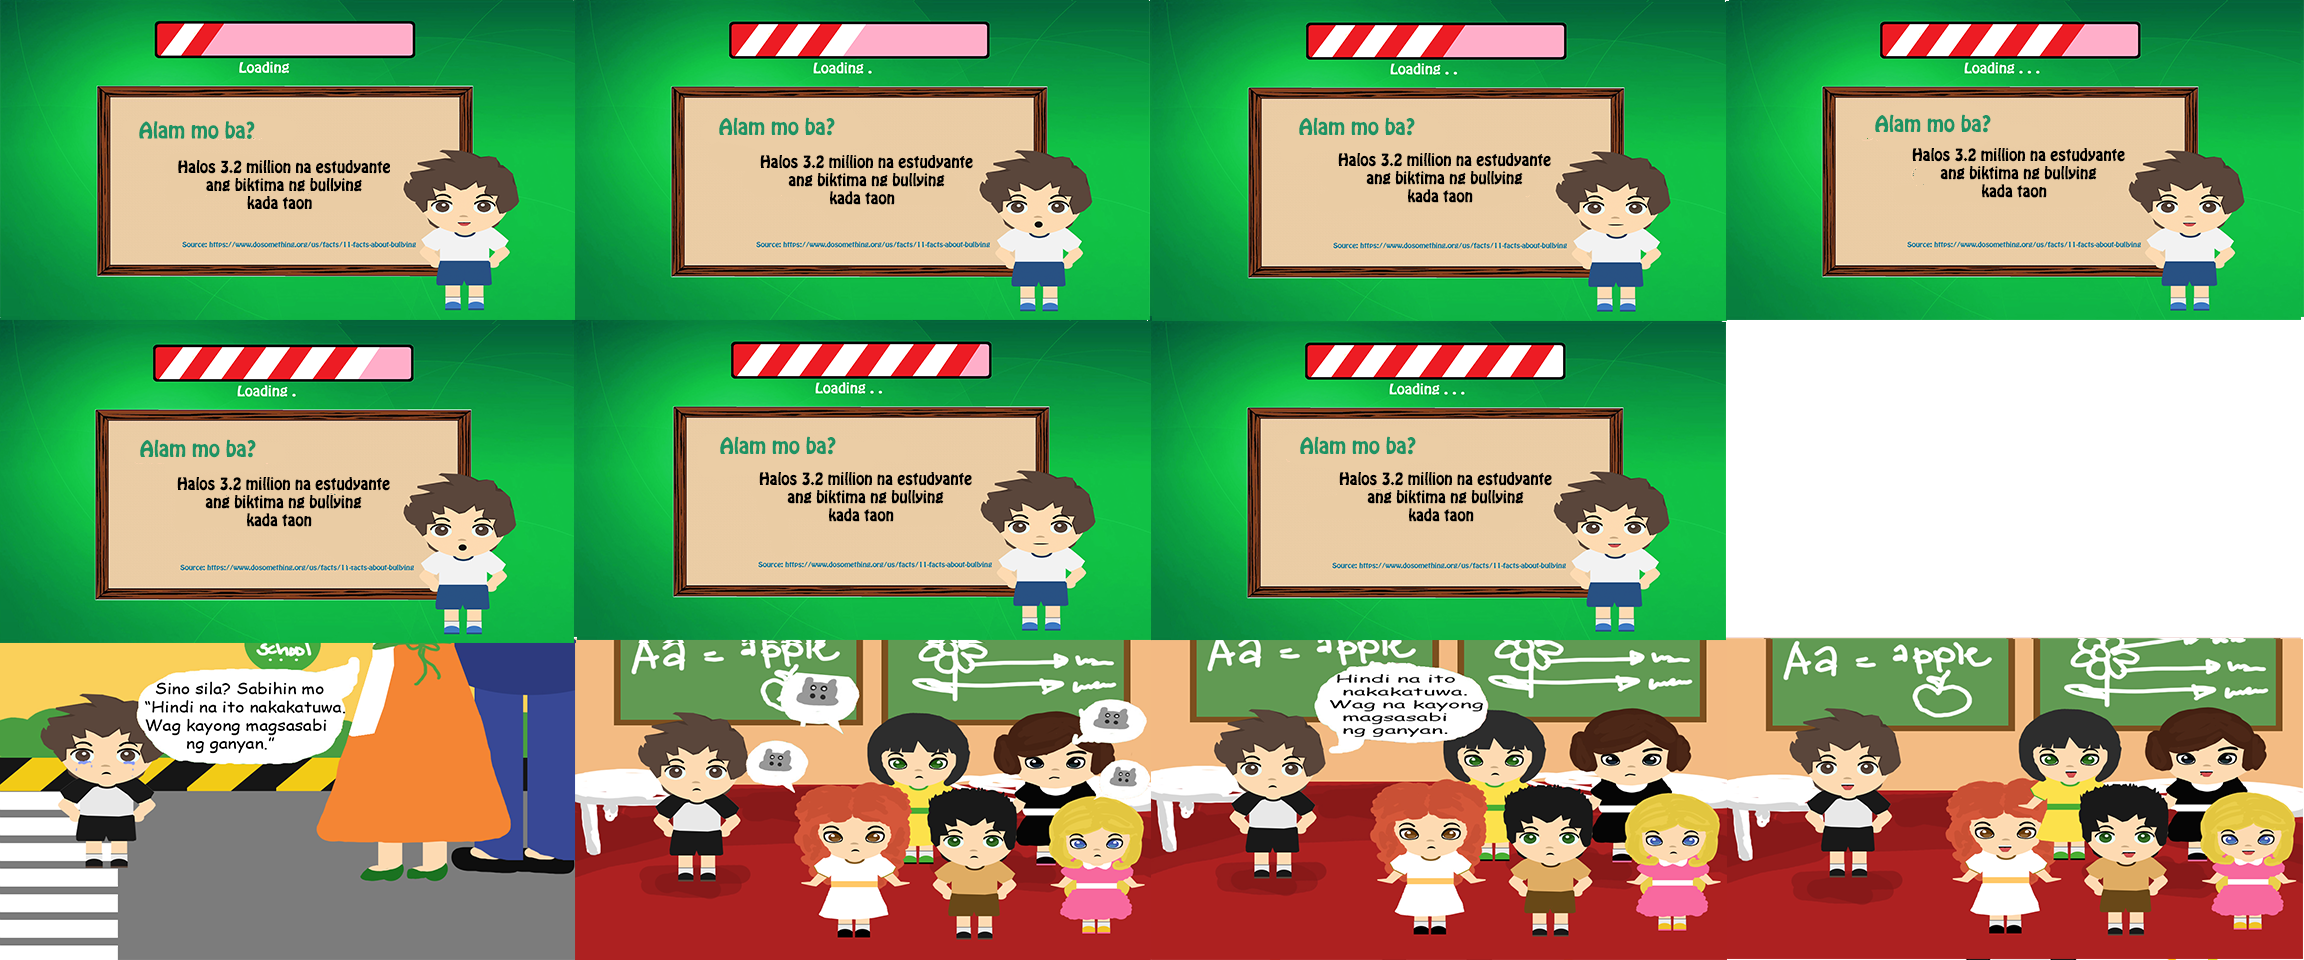 Loading
Alam mo ba?
Halos 3.2 million na estudyante
ang biktima ng bullying
kada taon
Source: https://www.dosomething.org/us/facts/11-facts-about-bullying
Loading .
Alam mo ba?
Halos 3.2 million na estudyante
ang biktima ng bullying
kada taon
Source: https://www.dosomething.org/us/facts/11-facts-about-bullying
Loading . .
Alam mo ba?
Halos 3.2 million na estudyante
ang biktima ng bullying
kada taon
Source: https://www.dosomething.org/us/facts/11-facts-about-bullying
Loading . . .
Alam mo ba?
Halos 3.2 million na estudyante
ang biktima ng bullying
kada taon
Source: https://www.dosomething.org/us/facts/11-facts-about-bullying
Loading .
Alam mo ba?
Halos 3.2 million na estudyante
ang biktima ng bullying
kada taon
Source: https://www.dosomething.org/us/facts/11-facts-about-bullying
Loading . .
Alam mo ba?
Halos 3.2 million na estudyante
ang biktima ng bullying
kada taon
Source: https://www.dosomething.org/us/facts/11-facts-about-bullying
Loading . . .
Alam mo ba?
Halos 3.2 million na estudyante
ang biktima ng bullying
kada taon
Source: https://www.dosomething.org/us/facts/11-facts-about-bullying
School
Sino sila? Sabihin mo
“Hindi na ito nakakatuwa.
Wag kayong magsasabi
ng ganyan.”
Aa = apple
Aa = apple
Hindi na ito
nakakatuwa.
Wag na kayong
magsasabi
ng ganyan.
Aa = apple